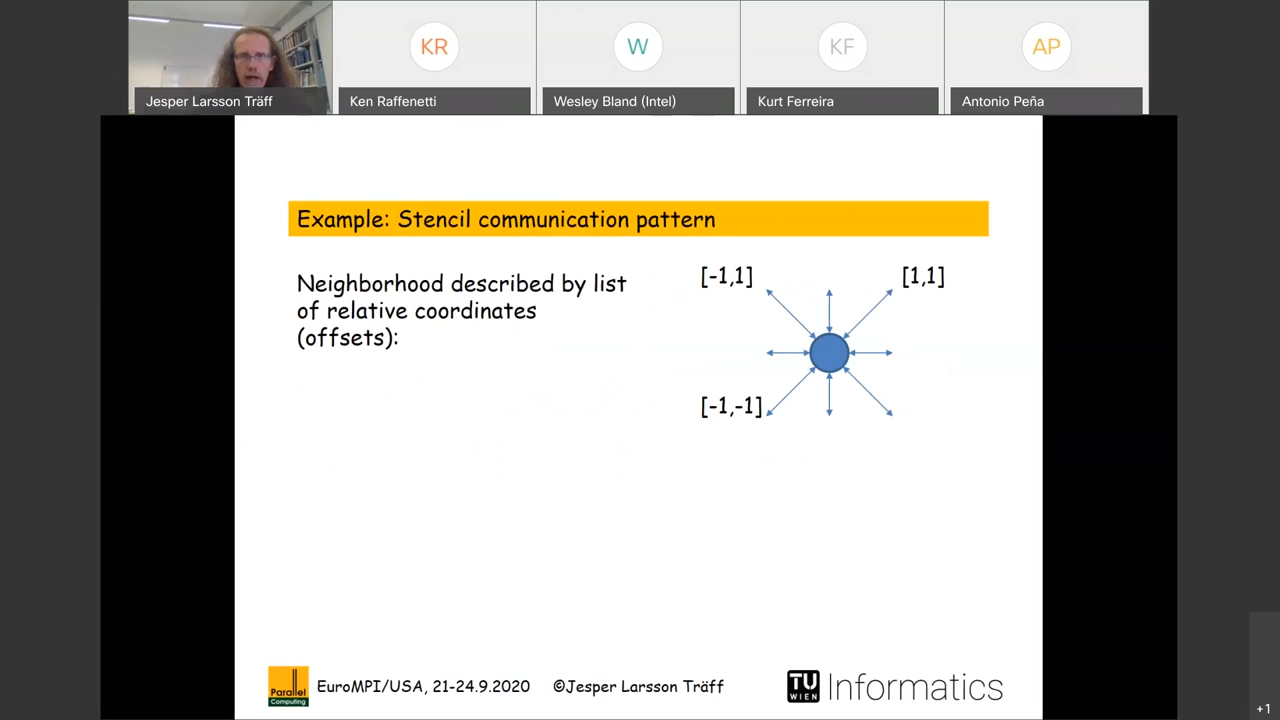 KR
W
KF
AP
Jesper Larsson Träff
Ken Raffenetti
Wesley Bland (Intel)
Kurt Ferreira
Antonio Peña
Example: Stencil communication pattern
Neighborhood described by list
of relative coordinates
(offsets):
[-1,1]
[1,1]
[-1,-1]
Parallel
Computing
EuroMPI/USA, 21-24.9.2020 ©Jesper Larsson Träff
TU
WIEN
Informatics
+1